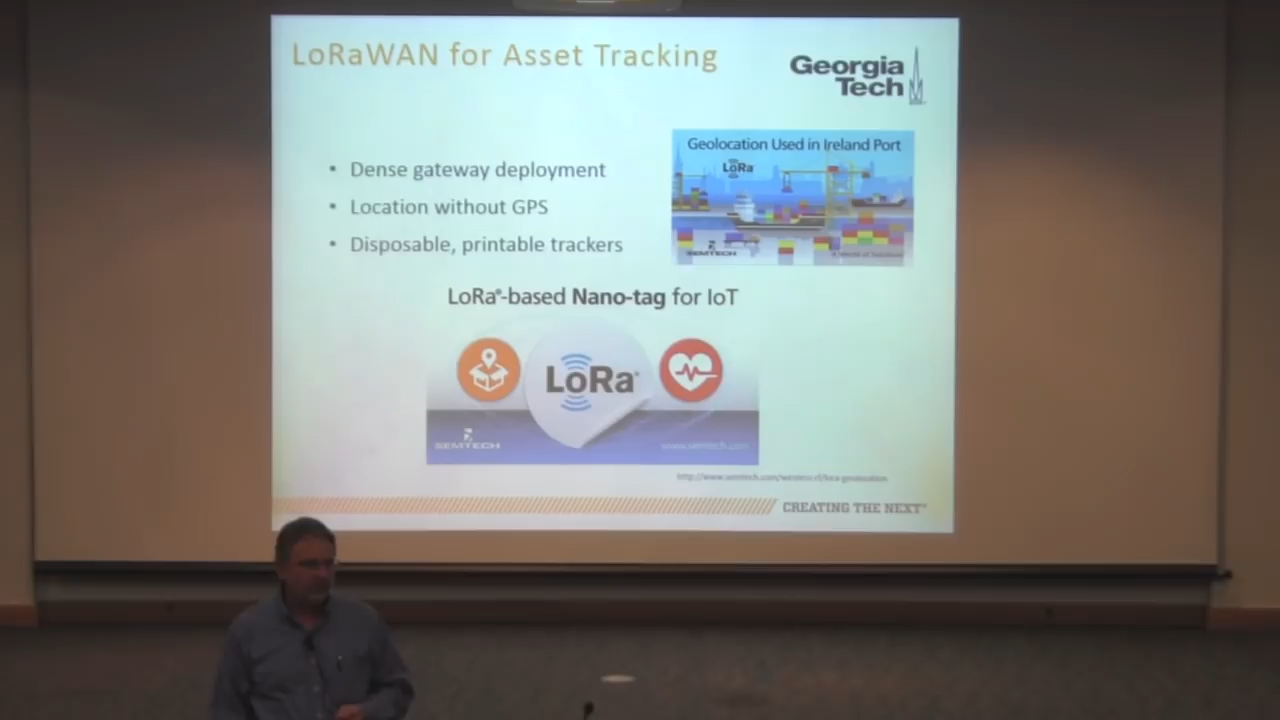 LoRaWAN for Asset Tracking
Georgia
Tech
• Dense gateway deployment
• Location without GPS
• Disposable, printable trackers
Geolocation Used in Ireland Port
LoRa
SEMTECH
LoRa®-based Nano-tag for IoT
LoRa®
SEMTECH
www.semtech.com
CREATING THE NEXT®